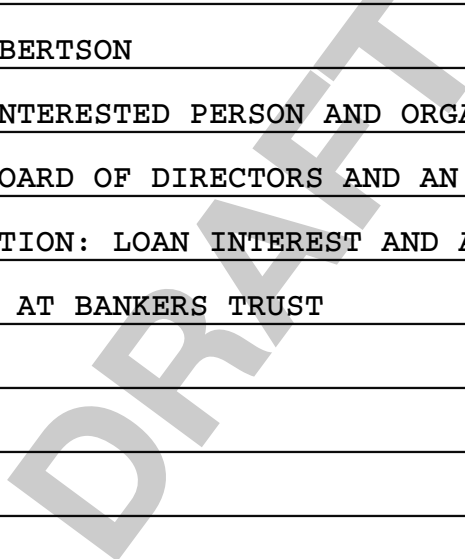 BERTSON
NTERESTED PERSON AND ORGA
OARD OF DIRECTORS AND AN
TION: LOAN INTEREST AND A
AT BANKERS TRUST
DRAFT